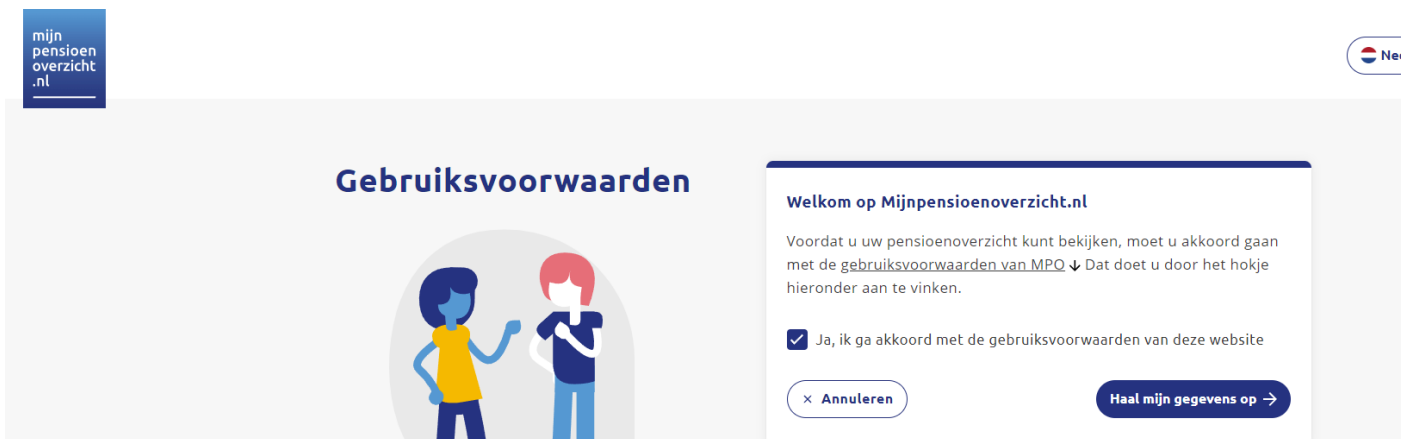 mijn
pensioen
overzicht
.nl
Gebruiksvoorwaarden
Welkom op Mijnpensioenoverzicht.nl
Voordat u uw pensioenoverzicht kunt bekijken, moet u akkoord gaan
met de gebruiksvoorwaarden van MPO ↓ Dat doet u door het hokje
hieronder aan te vinken.
Ja, ik ga akkoord met de gebruiksvoorwaarden van deze website
× Annuleren
Haal mijn gegevens op →